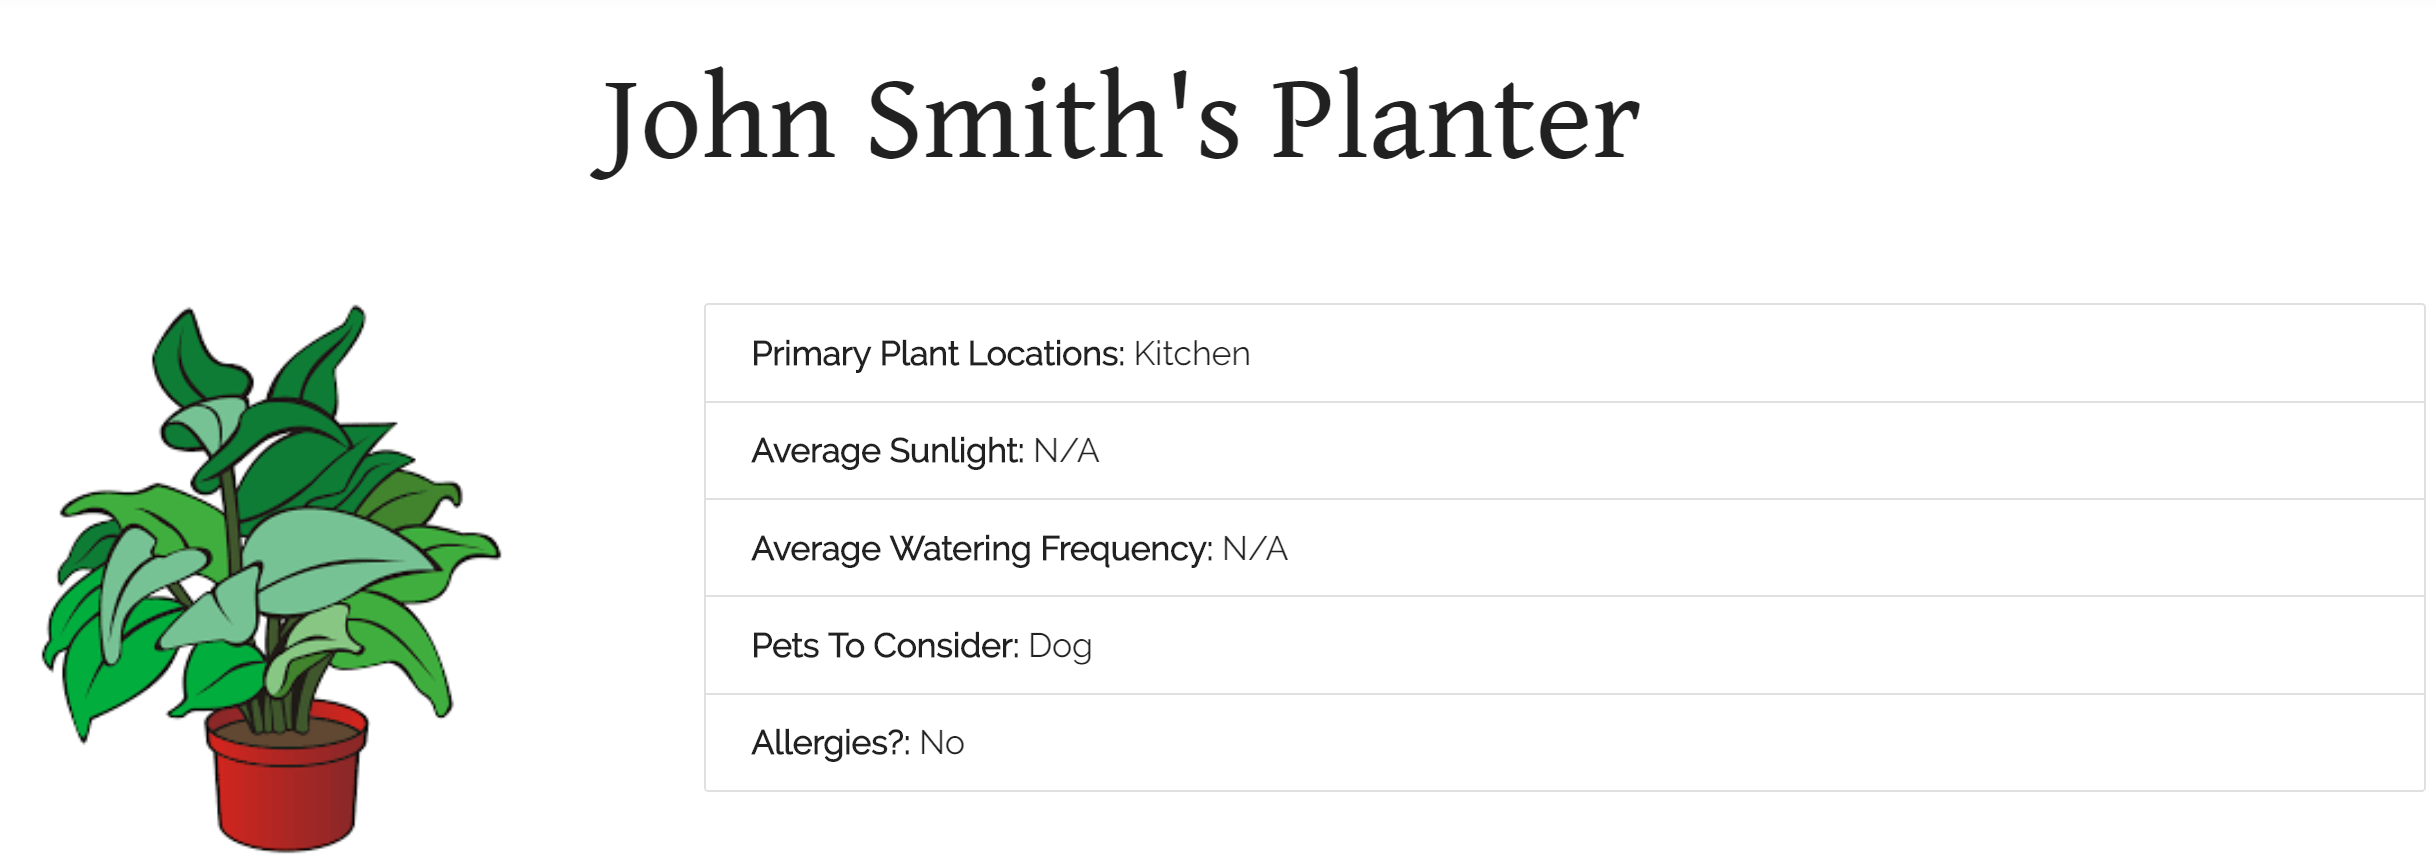 John Smith's Planter
Primary Plant Locations: Kitchen
Average Sunlight: N/A
Average Watering Frequency: N/A
Pets To Consider: Dog
Allergies?: No